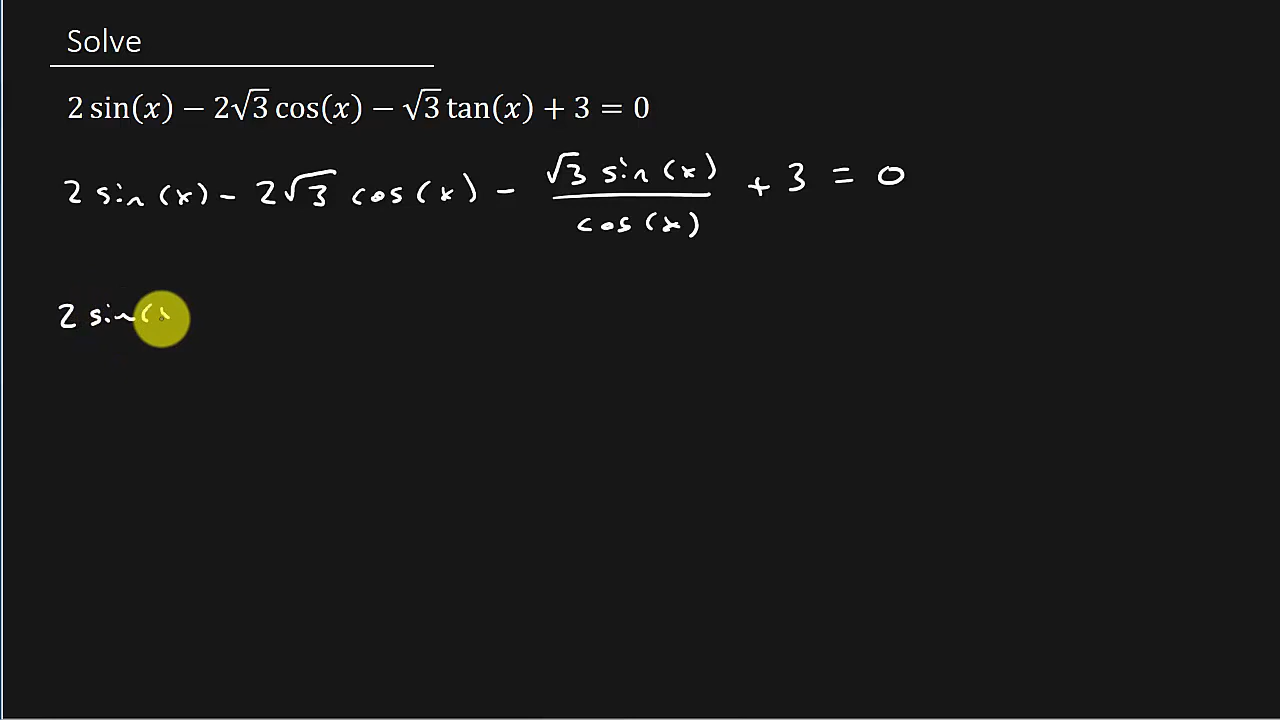 Solve
2 sin(x) − 2√3 cos(x) − √3 tan(x) + 3 = 0
2 sin(x) - 2√3 cos(x) - √3 sin(x)/cos(x) + 3 = 0
2 sin(x